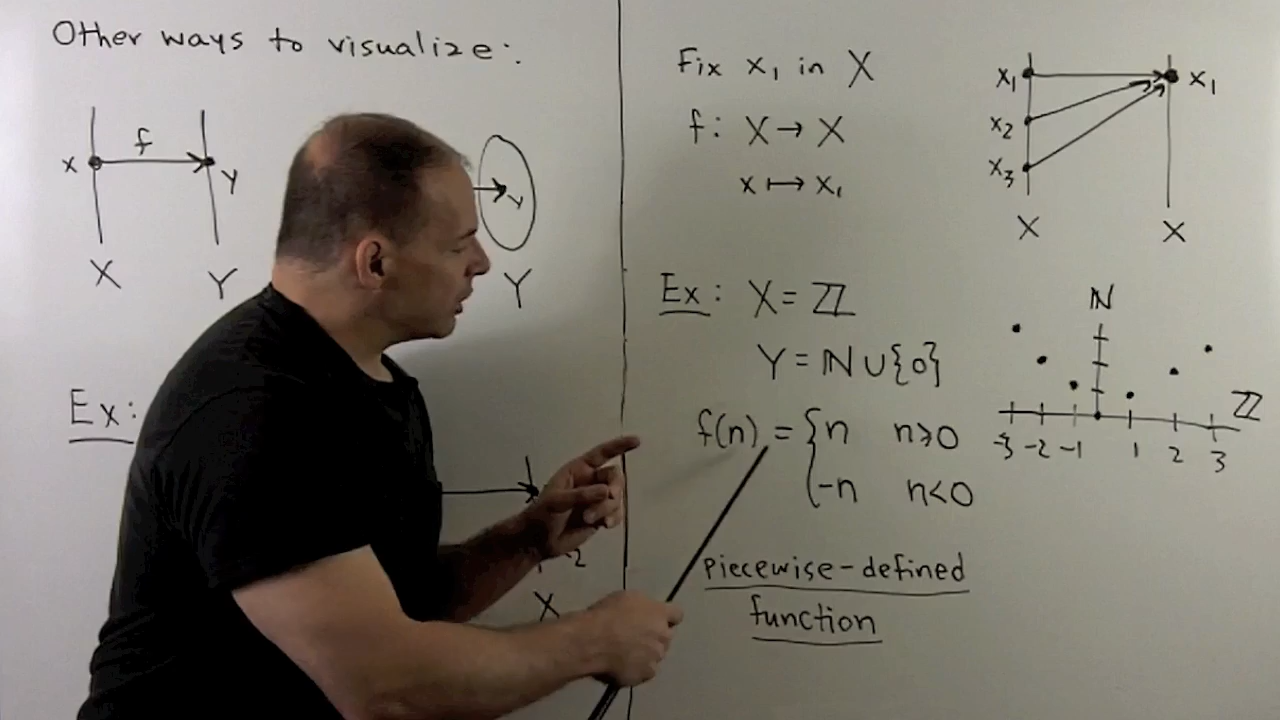 Other ways to visualize:
f
x
y
X Y
y
Y
Ex:
2
X
Fix x₁ in X
f: X → X
x ↦ x₁
x₁ x₁
x₂
x₃
X X
Ex: X = ℤ
Y = ℕ ∪ {0}
f(n) = { n n≥0
-n n<0
piecewise-defined
function
ℕ
ℤ
-3 -2 -1 1 2 3